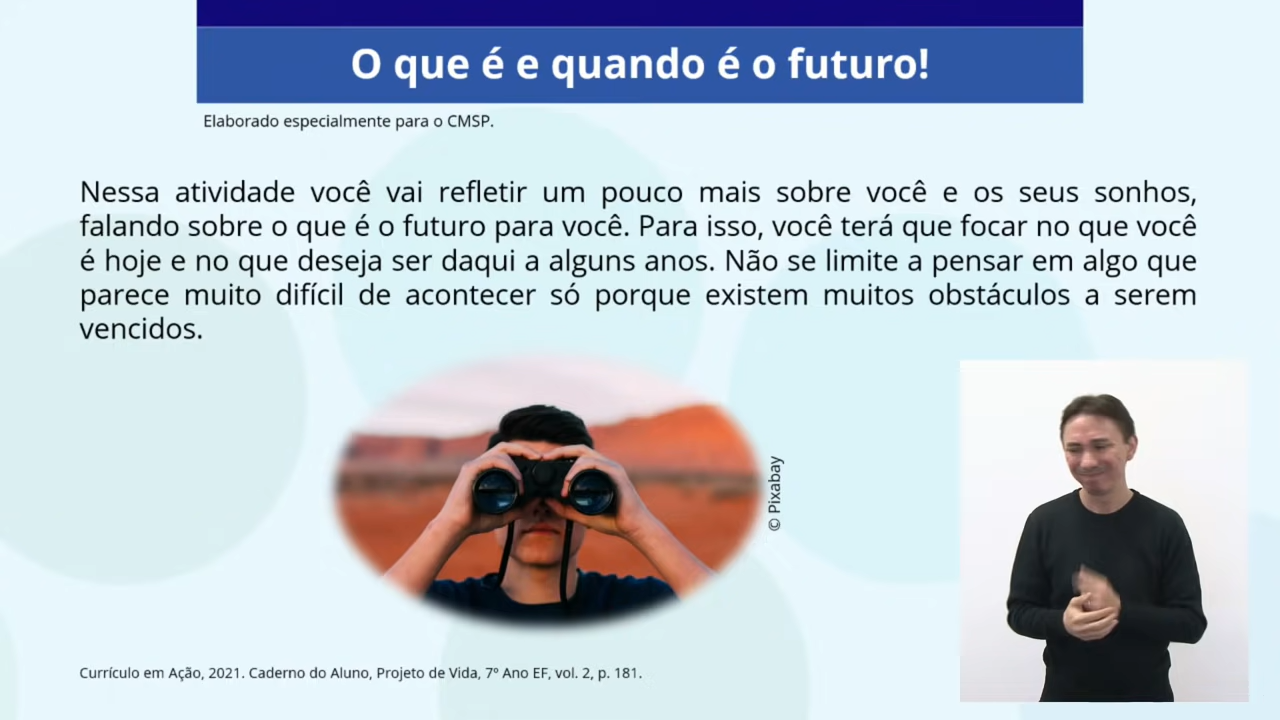 O que é e quando é o futuro!
Elaborado especialmente para o CMSP.
Nessa atividade você vai refletir um pouco mais sobre você e os seus sonhos,
falando sobre o que é o futuro para você. Para isso, você terá que focar no que você
é hoje e no que deseja ser daqui a alguns anos. Não se limite a pensar em algo que
parece muito difícil de acontecer só porque existem muitos obstáculos a serem
vencidos.
© Pixabay
Currículo em Ação, 2021. Caderno do Aluno, Projeto de Vida, 7º Ano EF, vol. 2, p. 181.